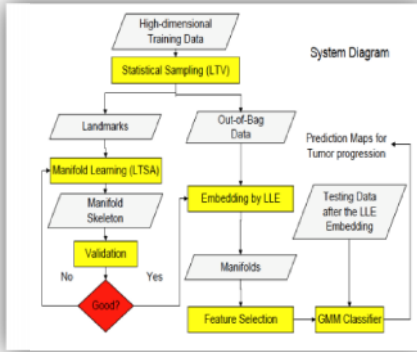 High-dimensional
Training Data
System Diagram
Statistical Sampling (LTV)
Landmarks
Out-of-Bag
Data
Prediction Maps for
Tumor progression
Manifold Learning (LTSA)
Manifold
Skeleton
Embedding by LLE
Testing Data
after the LLE
Embedding
Validation
No
Yes
Manifolds
Good?
Feature Selection
GMM Classifier